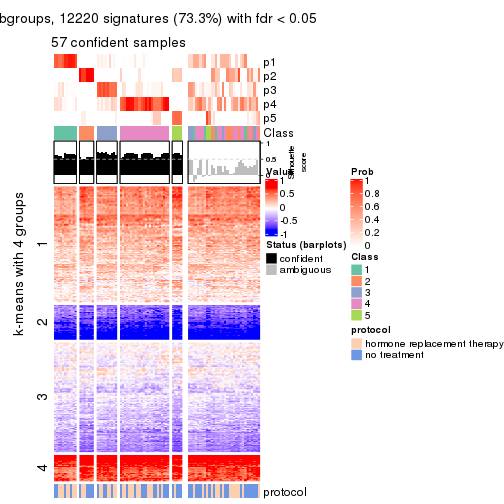 bgroups, 12220 signatures (73.3%) with fdr < 0.05
57 confident samples
p1
p2
p3
p4
p5
Class
1
0.5
0
Silhouette
score
k-means with 4 groups
1
2
3
4
protocol
Value
1
0.5
0
-0.5
-1
Status (barplots)
confident
ambiguous
Prob
1
0.8
0.6
0.4
0.2
0
Class
1
2
3
4
5
protocol
hormone replacement therapy
no treatment